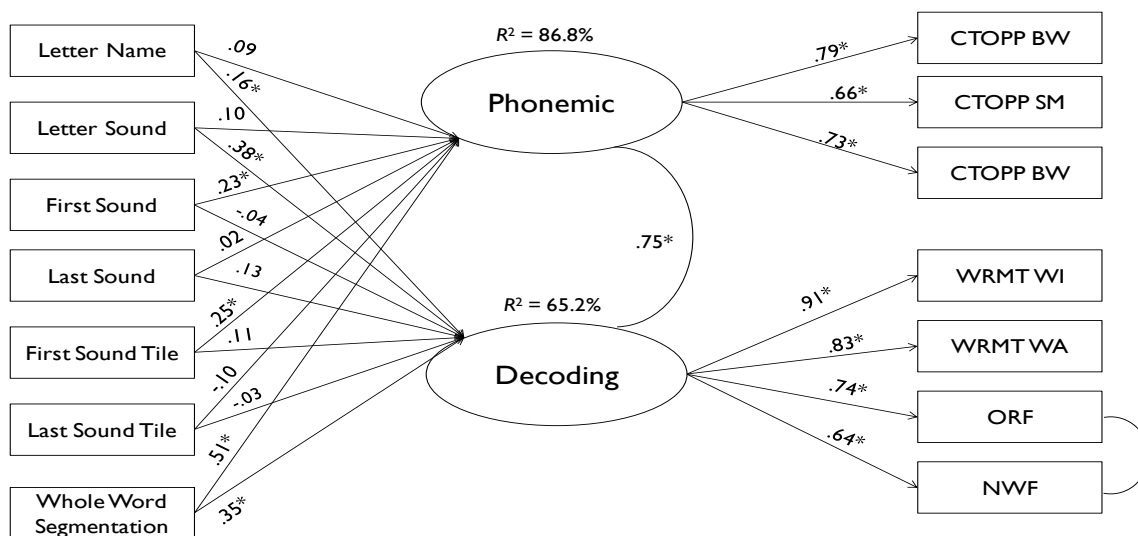 Letter Name
Letter Sound
First Sound
Last Sound
First Sound Tile
Last Sound Tile
Whole Word
Segmentation
.09
.16*
.10
.38*
.23*
-.04
.02
.13
.25*
.11
-.10
-.03
.51*
.35*
R² = 86.8%
Phonemic
.75*
R² = 65.2%
Decoding
.79*
.66*
.73*
.91*
.83*
.74*
.64*
CTOPP BW
CTOPP SM
CTOPP BW
WRMT WI
WRMT WA
ORF
NWF